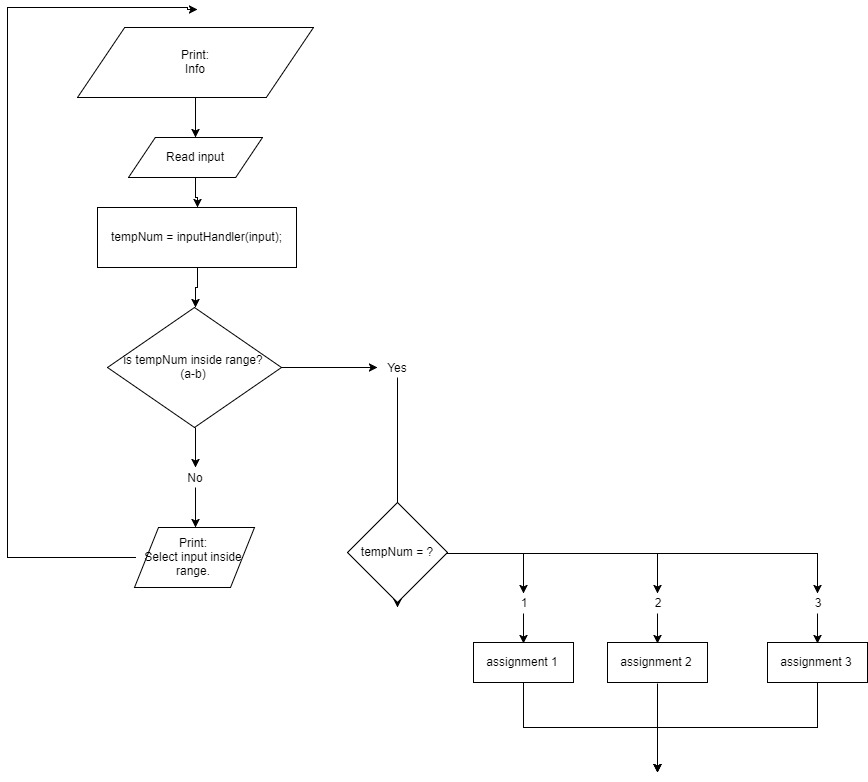 Print:
Info
Read input
tempNum = inputHandler(input);
Is tempNum inside range?
(a-b)
Yes
No
Print:
Select input inside
range.
tempNum = ?
1
2
3
assignment 1
assignment 2
assignment 3